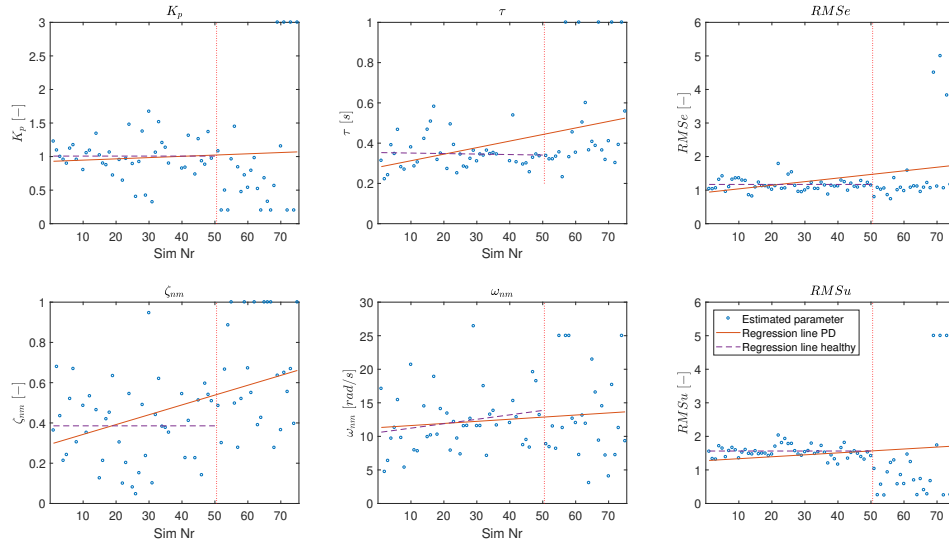 K_p
τ
RMSe
3
2.5
2
1.5
1
0.5
0
K_p [−]
10 20 30 40 50 60 70
Sim Nr
1
0.8
0.6
0.4
0.2
0
τ [s]
10 20 30 40 50 60 70
Sim Nr
6
5
4
3
2
1
0
RMSe [−]
10 20 30 40 50 60 70
ζ_nm
ω_nm
RMSu
1
0.8
0.6
0.4
0.2
0
ζ_nm [−]
10 20 30 40 50 60 70
Sim Nr
30
25
20
15
10
5
0
ω_nm [rad/s]
10 20 30 40 50 60 70
Sim Nr
6
5
4
3
2
1
0
RMSu [−]
10 20 30 40 50 60 70
Estimated parameter
Regression line PD
Regression line healthy